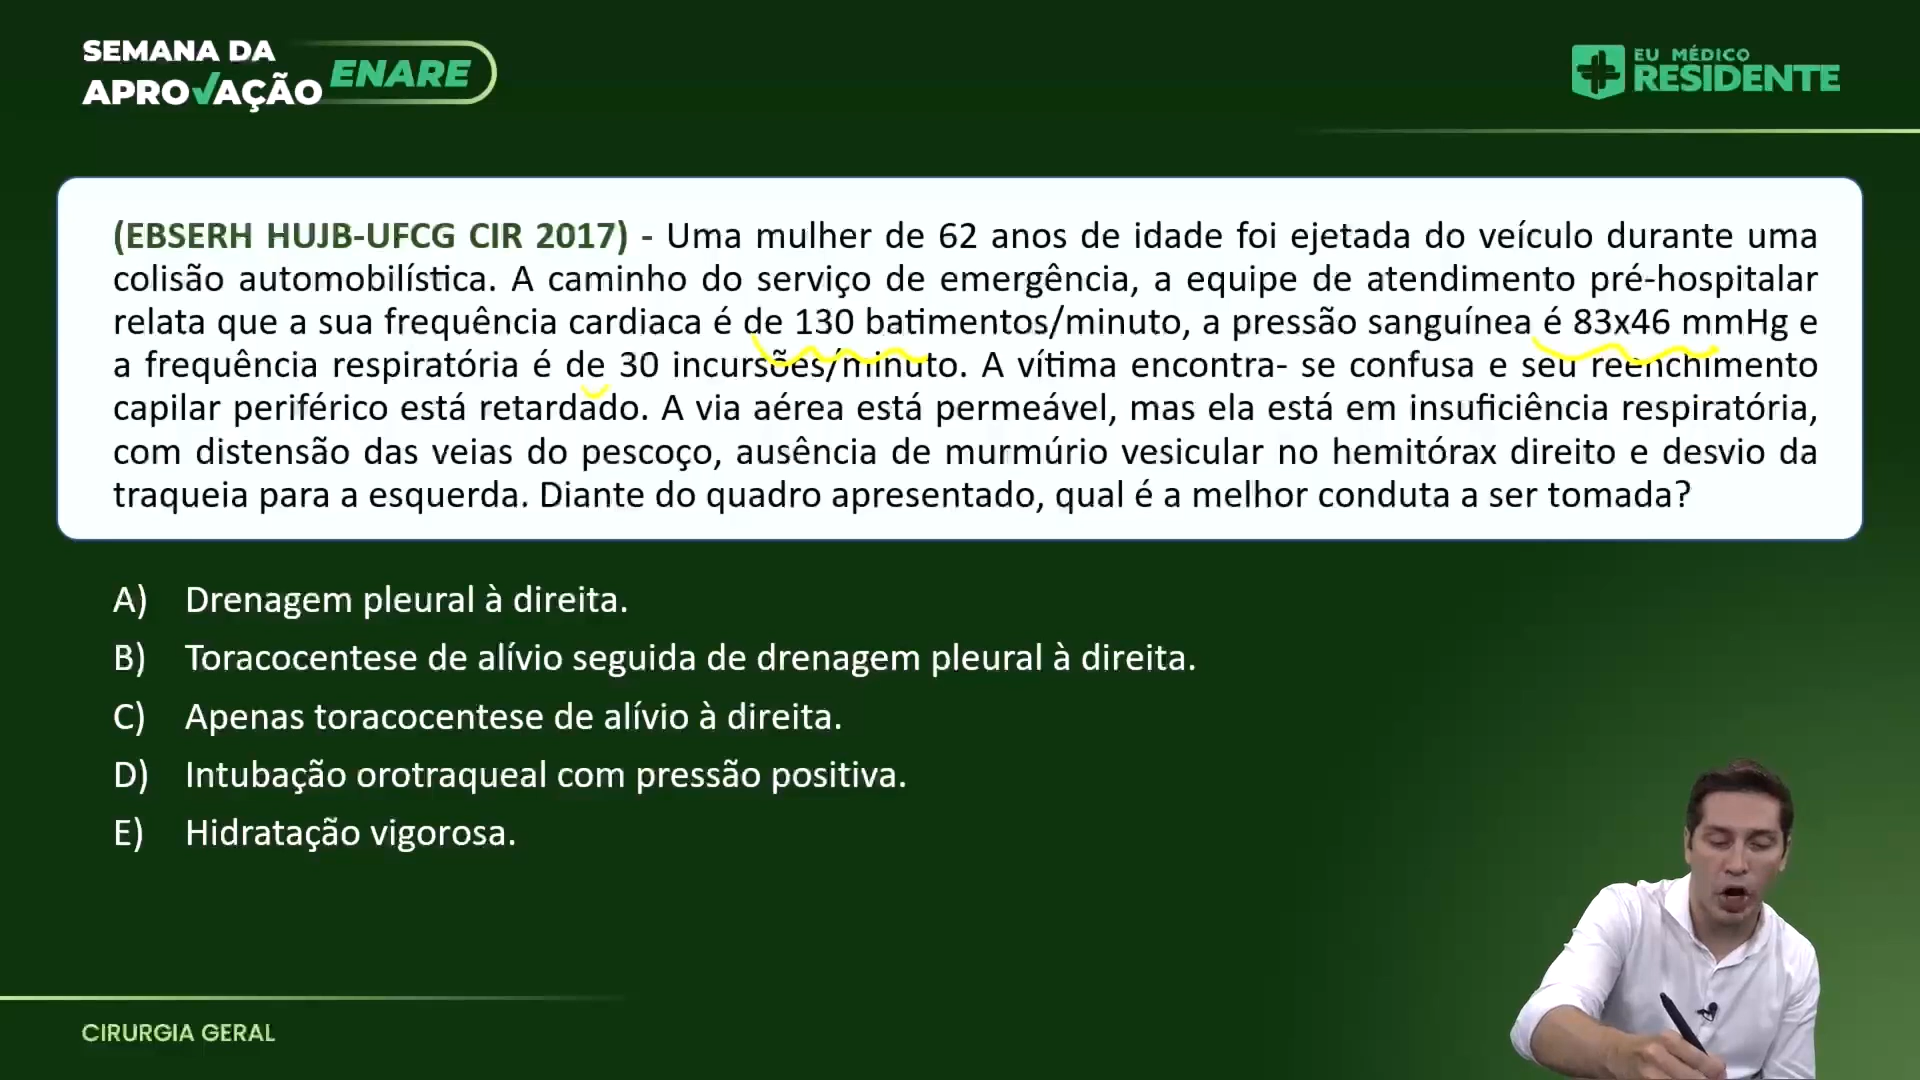 SEMANA DA
APROVAÇÃO ENARE
EU MÉDICO
RESIDENTE
(EBSERH HUJB-UFCG CIR 2017) - Uma mulher de 62 anos de idade foi ejetada do veículo durante uma
colisão automobilística. A caminho do serviço de emergência, a equipe de atendimento pré-hospitalar
relata que a sua frequência cardiaca é de 130 batimentos/minuto, a pressão sanguínea é 83x46 mmHg e
a frequência respiratória é de 30 incursões/minuto. A vítima encontra- se confusa e seu reenchimento
capilar periférico está retardado. A via aérea está permeável, mas ela está em insuficiência respiratória,
com distensão das veias do pescoço, ausência de murmúrio vesicular no hemitórax direito e desvio da
traqueia para a esquerda. Diante do quadro apresentado, qual é a melhor conduta a ser tomada?
A) Drenagem pleural à direita.
B) Toracocentese de alívio seguida de drenagem pleural à direita.
C) Apenas toracocentese de alívio à direita.
D) Intubação orotraqueal com pressão positiva.
E) Hidratação vigorosa.
CIRURGIA GERAL